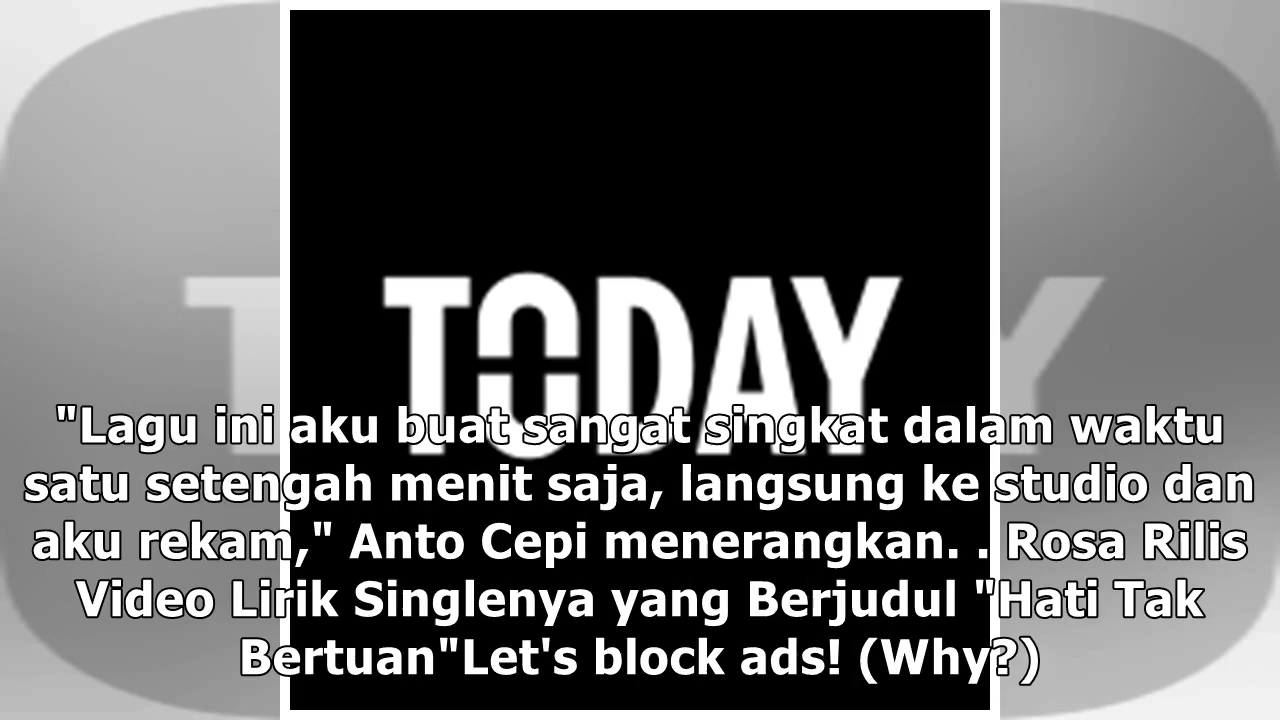 TODAY
"Lagu ini aku buat sangat singkat dalam waktu
satu setengah menit saja, langsung ke studio dan
aku rekam," Anto Cepi menerangkan. . Rosa Rilis
Video Lirik Singlenya yang Berjudul "Hati Tak
Bertuan"Let's block ads! (Why?)